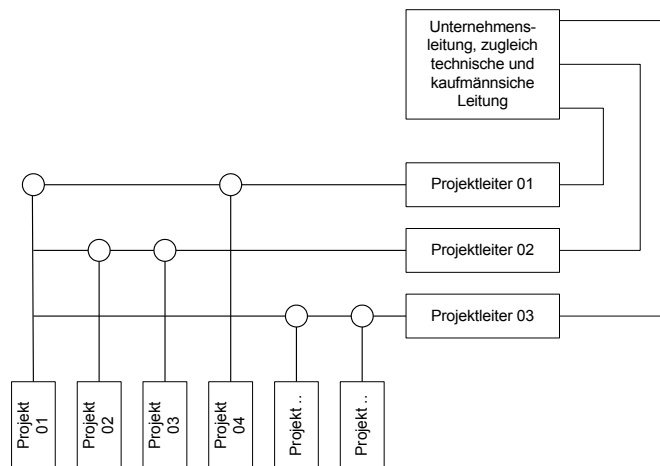 Unternehmens-
leitung, zugleich
technische und
kaufmännsiche
Leitung
Projektleiter 01
Projektleiter 02
Projektleiter 03
Projekt
01
Projekt
02
Projekt
03
Projekt
04
Projekt ..
Projekt ..